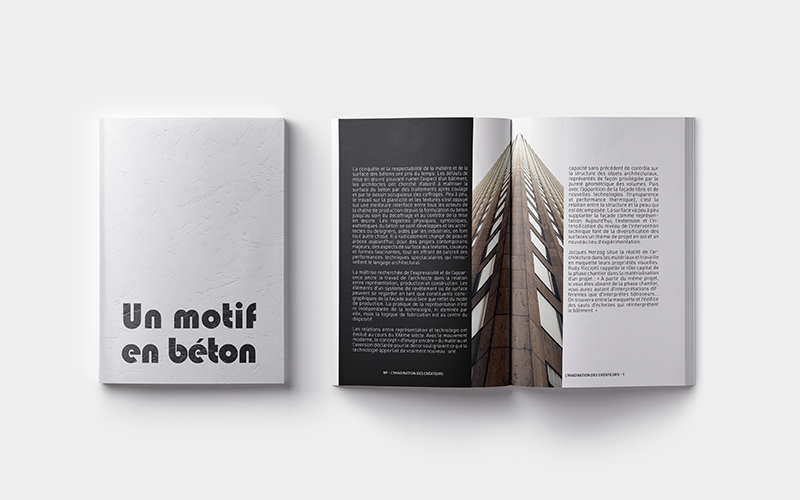 Un motif
en béton
La conquête et la respectabilité de la matière et de la
surface des bétons ont pris du temps. Les défauts de
mise en œuvre pouvant ruiner l'aspect d'un bâtiment,
les architectes ont cherché d'abord à maîtriser la
surface du béton par des traitements après coulage
et par le dessin scrupuleux des coffrages. Peu à peu,
le travail sur la plasticité et les textures s'est appuyé
sur une meilleure interface entre tous les acteurs de
la chaîne de production depuis la formulation du béton
jusqu'au soin du décoffrage et au contrôle de la mise
en œuvre. Les registres physiques, symboliques,
esthétiques du béton se sont développés et les archi-
tectes ou designers, aidés par les industriels, en font
tout autre chose. Il a radicalement changé de peau et
arbore aujourd'hui, pour des projets contemporains
majeurs, des aspects de surface aux textures, couleurs
et formes fascinantes, tout en offrant de surcroît des
performances techniques spectaculaires qui renou-
vellent le langage architectural.
La maîtrise recherchée de l'expressivité et de l'appar-
ence ancre le travail de l'architecte dans la relation
entre représentation, production et construction. Les
éléments d'un système de revêtement ou de surface
peuvent se regarder en tant que constituants icono-
graphiques de la façade aussi bien que reflet du mode
de production. La pratique de la représentation n'est
ni indépendante de la technologie, ni dominée par
elle, mais la logique de fabrication est au centre du
dispositif.
Les relations entre représentation et technologie ont
évolué au cours du XXème siècle. Avec le mouvement
moderne, le concept « d'image sincère » du matériau et
l'aversion déclarée pour le décor soulignaient ce que la
technologie apportait de vraiment nouveau : une
MF - L'IMAGINATION DES CRÉATEURS
capacité sans précédent de contrôle sur
la structure des objets architecturaux,
représentés de façon privilégiée par la
pureté géométrique des volumes. Puis
avec l'apparition de la façade libre et de
nouvelles technologies (transparence
et performance thermique), c'est la
relation entre la structure et la peau qui
est décomposée. La surface va peu à peu
supplanter la façade comme représen-
tation. Aujourd'hui, l'extension et l'in-
tensification du niveau de l'intervention
technique font de la diversification des
surfaces un thème de projet en soi et un
nouveau lieu d'expérimentation.
Jacques Herzog situe la réalité de l'ar-
chitecture dans les matériaux et travaille
en maquette leurs propriétés visuelles.
Rudy Ricciotti rappelle le rôle capital de
la phase chantier dans la matérialisation
d'un projet : « A partir du même projet,
si vous êtes absent de la phase chantier,
vous aurez autant d'interprétations dif-
férentes que d'interprètes bâtisseurs...
On trouvera entre la maquette et l'édifice
des sauts d'échelles qui réinterprètent
le bâtiment. »
L'IMAGINATION DES CRÉATEURS - 1